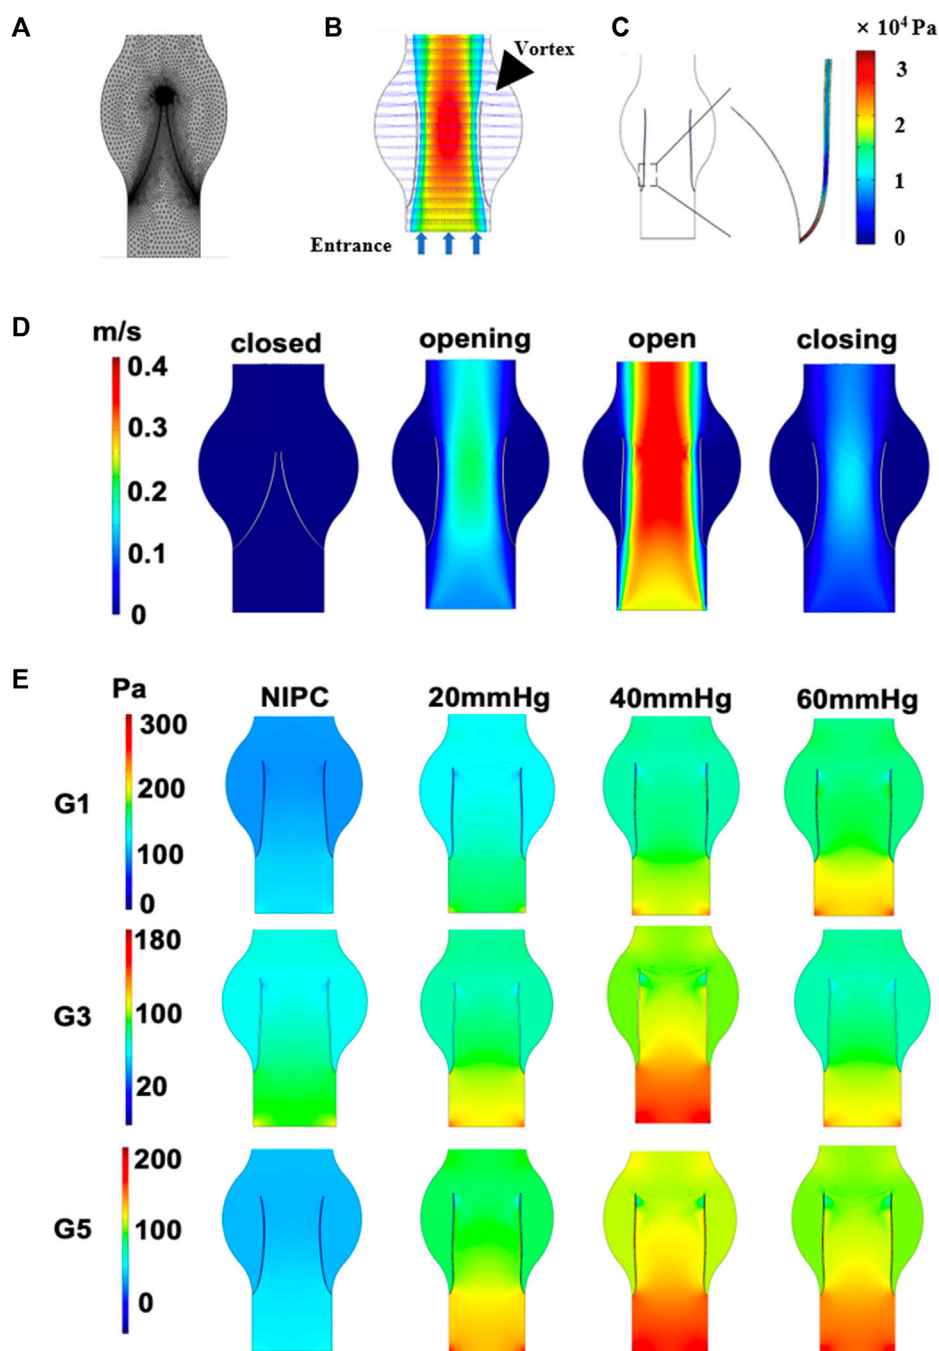 A
B
Vortex
Entrance
C
× 10⁴ Pa
3
2
1
0
D
m/s
0.4
0.3
0.2
0.1
0
closed
opening
open
closing
E
Pa
NIPC
20mmHg
40mmHg
60mmHg
G1
300
200
100
0
G3
180
100
20
G5
200
100
0